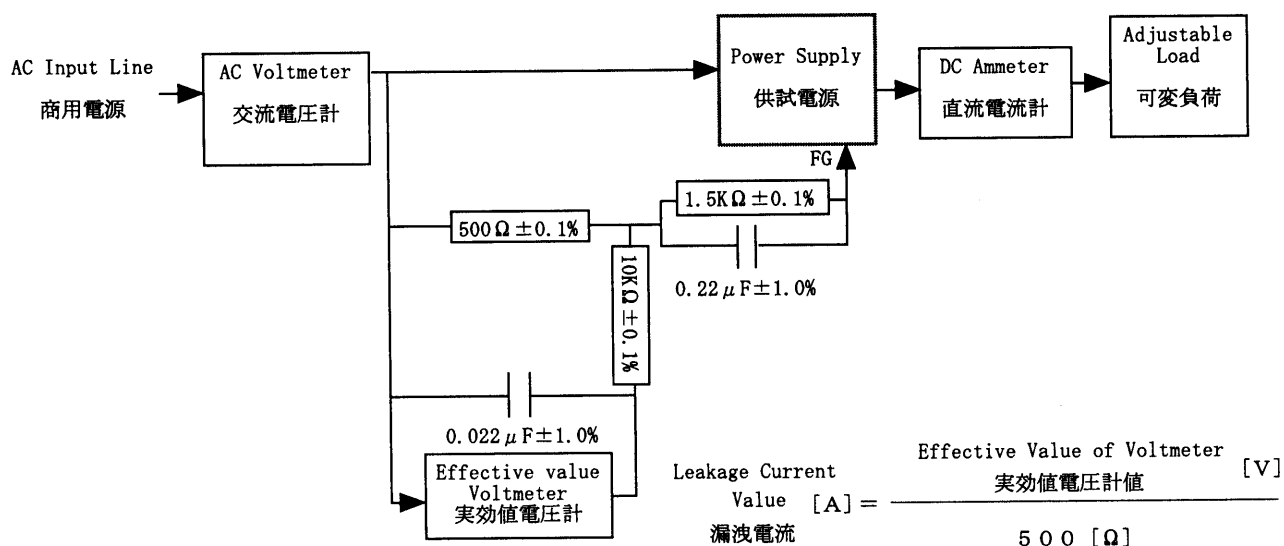 AC Input Line
商用電源
AC Voltmeter
交流電圧計
Power Supply
供試電源
DC Ammeter
直流電流計
Adjustable
Load
可変負荷
FG
1.5KΩ±0.1%
500Ω±0.1%
0.22μF±1.0%
10KΩ±0.1%
0.022μF±1.0%
Effective value
Voltmeter
実効値電圧計
Leakage Current
Value [A]=
漏洩電流
Effective Value of Voltmeter
実効値電圧計値 [V]
500 [Ω]